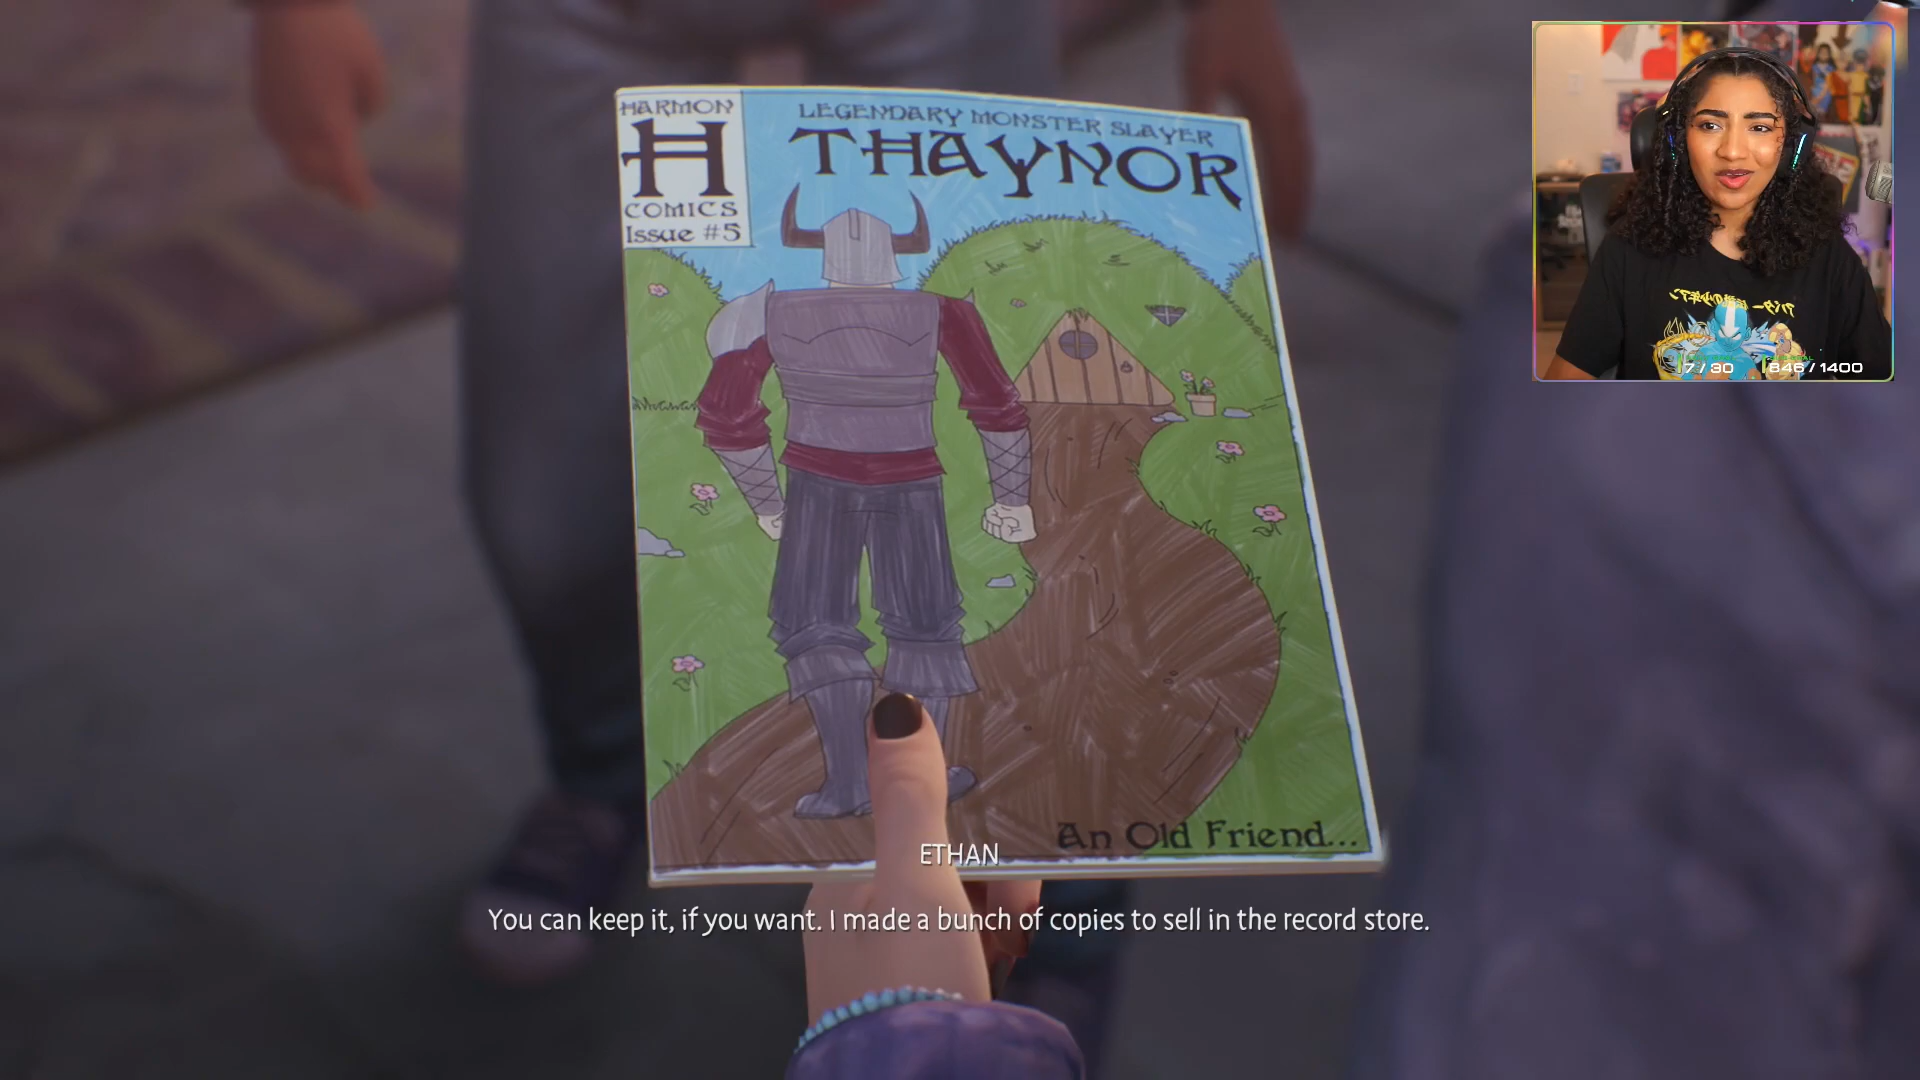 HARMON
H
COMICS
Issue #5
LEGENDARY MONSTER SLAYER
THAYNOR
An Old Friend...
ETHAN
You can keep it, if you want. I made a bunch of copies to sell in the record store.
7 / 30
846 / 1400